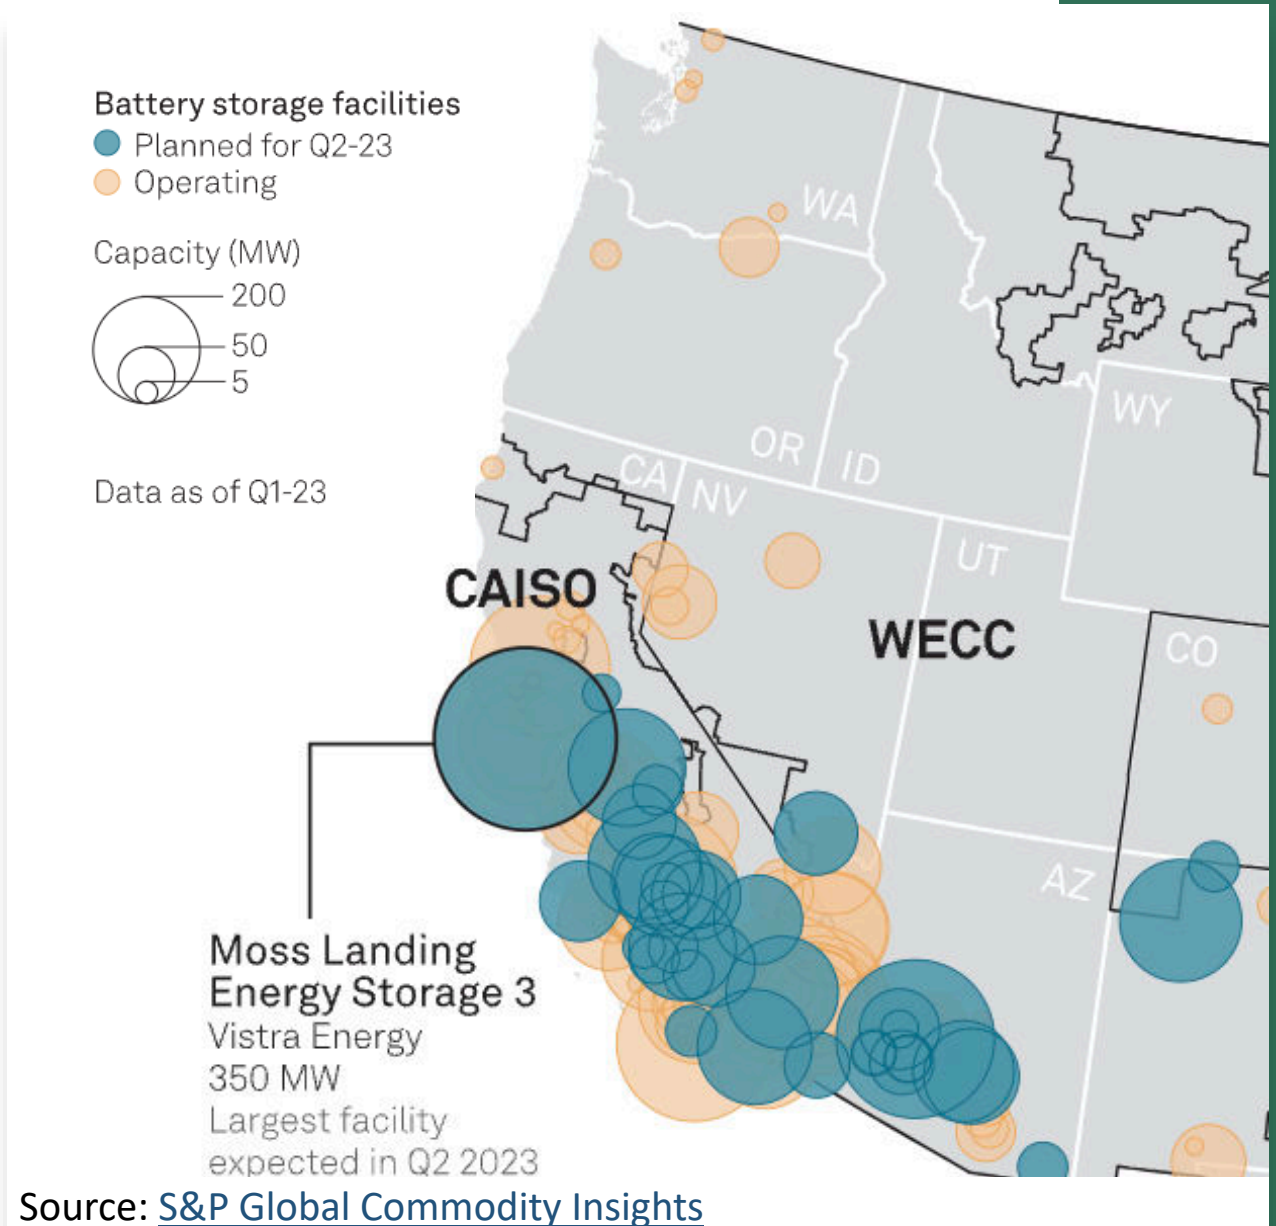 Battery storage facilities
Planned for Q2-23
Operating
Capacity (MW)
200
50
5
Data as of Q1-23
WA
OR
ID
WY
CA
NV
UT
CO
AZ
CAISO
WECC
Moss Landing
Energy Storage 3
Vistra Energy
350 MW
Largest facility
expected in Q2 2023
Source: S&P Global Commodity Insights